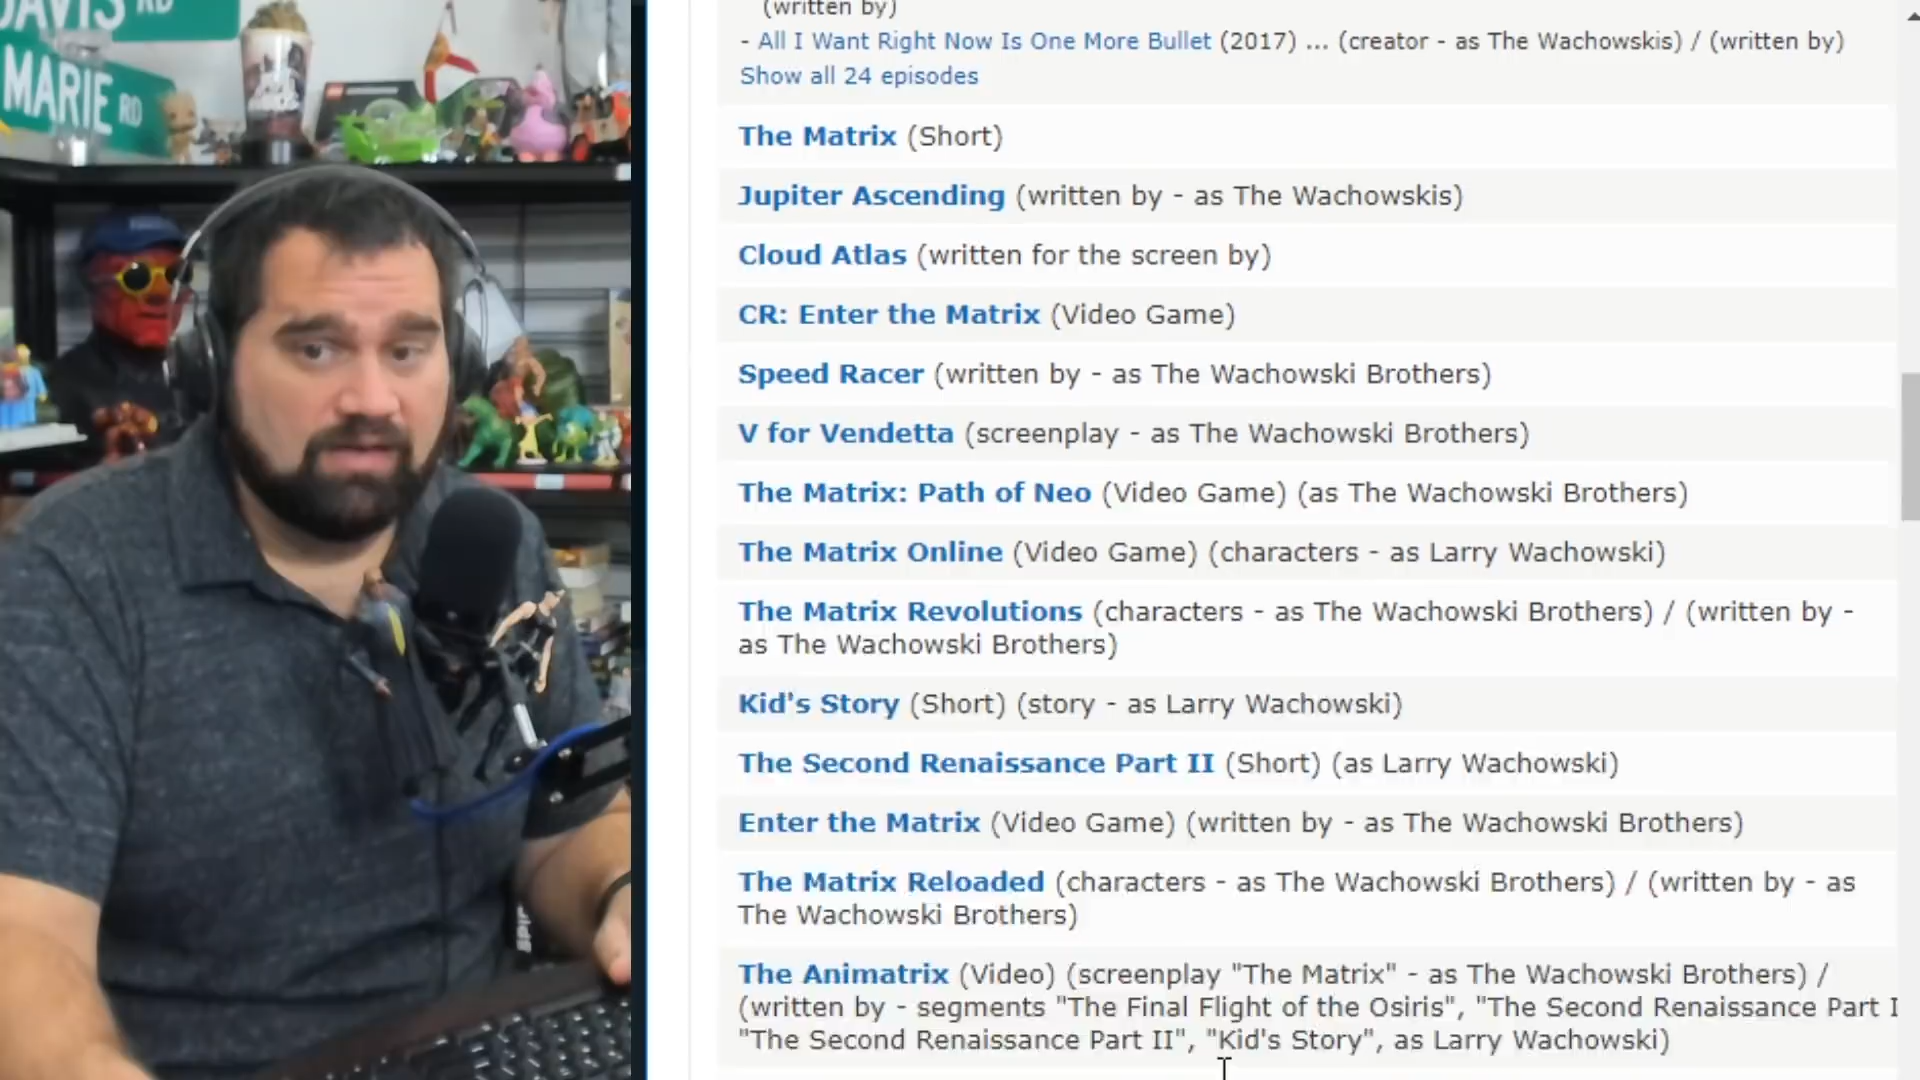 DAVIS RD
MARIE RD
(written by)
- All I Want Right Now Is One More Bullet (2017) ... (creator - as The Wachowskis) / (written by)
Show all 24 episodes
The Matrix (Short)
Jupiter Ascending (written by - as The Wachowskis)
Cloud Atlas (written for the screen by)
CR: Enter the Matrix (Video Game)
Speed Racer (written by - as The Wachowski Brothers)
V for Vendetta (screenplay - as The Wachowski Brothers)
The Matrix: Path of Neo (Video Game) (as The Wachowski Brothers)
The Matrix Online (Video Game) (characters - as Larry Wachowski)
The Matrix Revolutions (characters - as The Wachowski Brothers) / (written by -
as The Wachowski Brothers)
Kid's Story (Short) (story - as Larry Wachowski)
The Second Renaissance Part II (Short) (as Larry Wachowski)
Enter the Matrix (Video Game) (written by - as The Wachowski Brothers)
The Matrix Reloaded (characters - as The Wachowski Brothers) / (written by - as
The Wachowski Brothers)
The Animatrix (Video) (screenplay "The Matrix" - as The Wachowski Brothers) /
(written by - segments "The Final Flight of the Osiris", "The Second Renaissance Part I
"The Second Renaissance Part II", "Kid's Story", as Larry Wachowski)